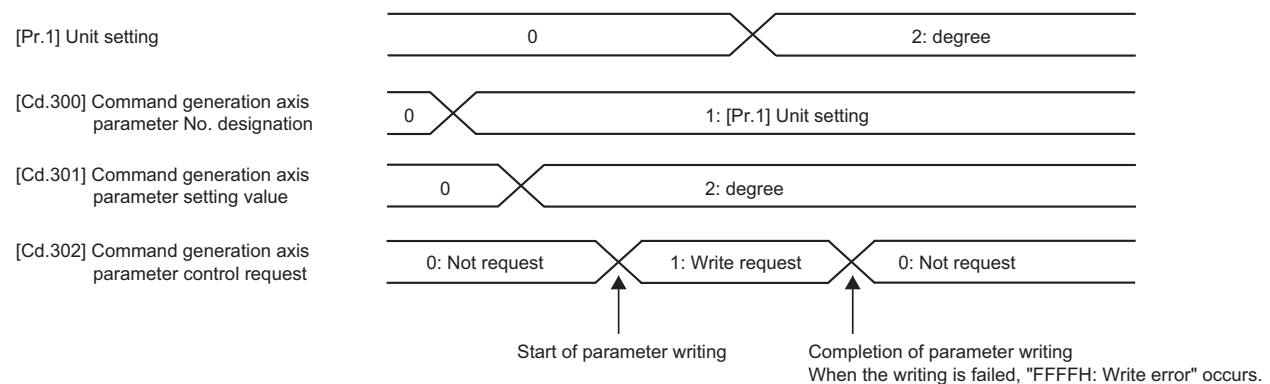 [Pr.1] Unit setting
0
2: degree
[Cd.300] Command generation axis
parameter No. designation
0
1: [Pr.1] Unit setting
[Cd.301] Command generation axis
parameter setting value
0
2: degree
[Cd.302] Command generation axis
parameter control request
0: Not request
1: Write request
0: Not request
Start of parameter writing
Completion of parameter writing
When the writing is failed, "FFFFH: Write error" occurs.